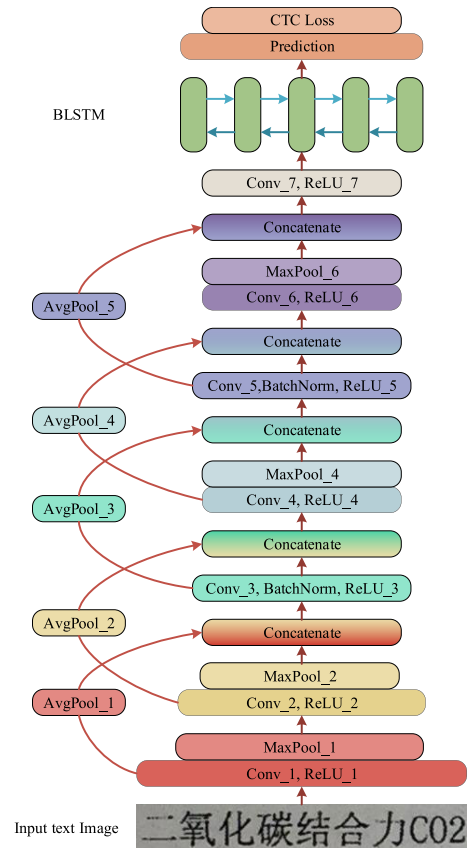 CTC Loss
Prediction
BLSTM
Conv_7, ReLU_7
Concatenate
MaxPool_6
Conv_6, ReLU_6
AvgPool_5
Concatenate
Conv_5,BatchNorm, ReLU_5
AvgPool_4
Concatenate
MaxPool_4
Conv_4, ReLU_4
AvgPool_3
Concatenate
Conv_3, BatchNorm, ReLU_3
AvgPool_2
Concatenate
MaxPool_2
Conv_2, ReLU_2
AvgPool_1
MaxPool_1
Conv_1, ReLU_1
Input text Image
二氧化碳结合力CO2